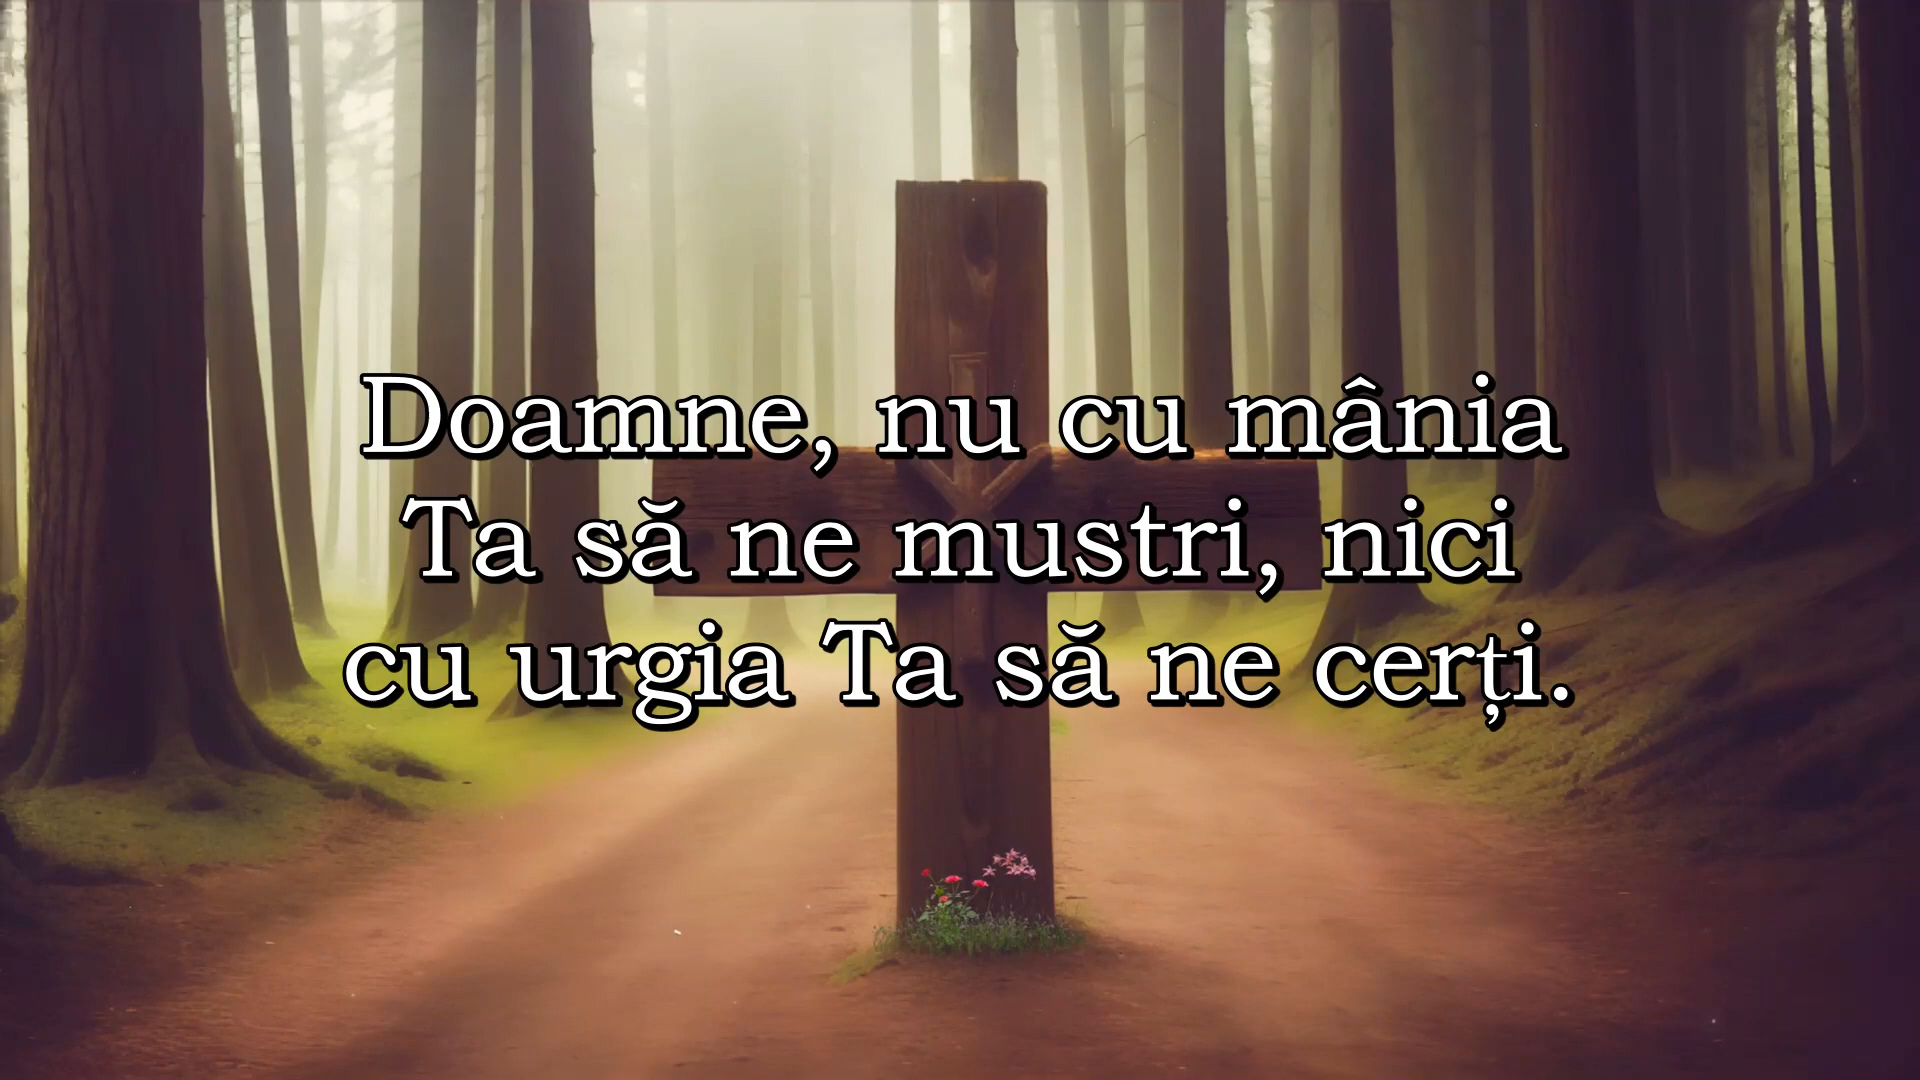 Doamne, nu cu mânia
Ta să ne mustri, nici
cu urgia Ta să ne cerți.